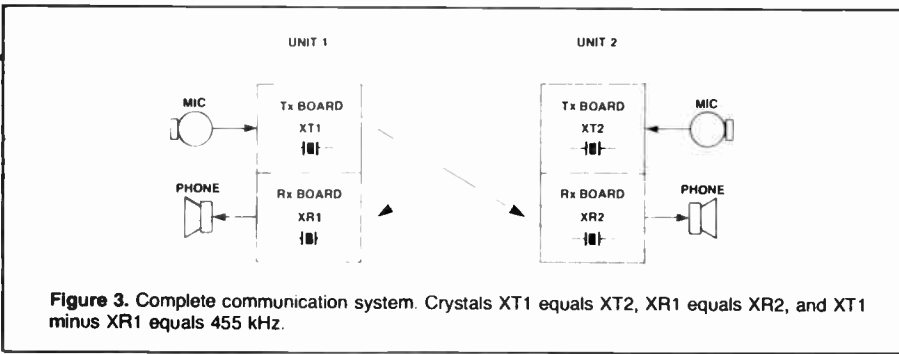 UNIT 1 UNIT 2
MIC Tx BOARD Tx BOARD MIC
XT1 XT2
PHONE Rx BOARD Rx BOARD PHONE
XR1 XR2
Figure 3. Complete communication system. Crystals XT1 equals XT2, XR1 equals XR2, and XT1
minus XR1 equals 455 kHz.